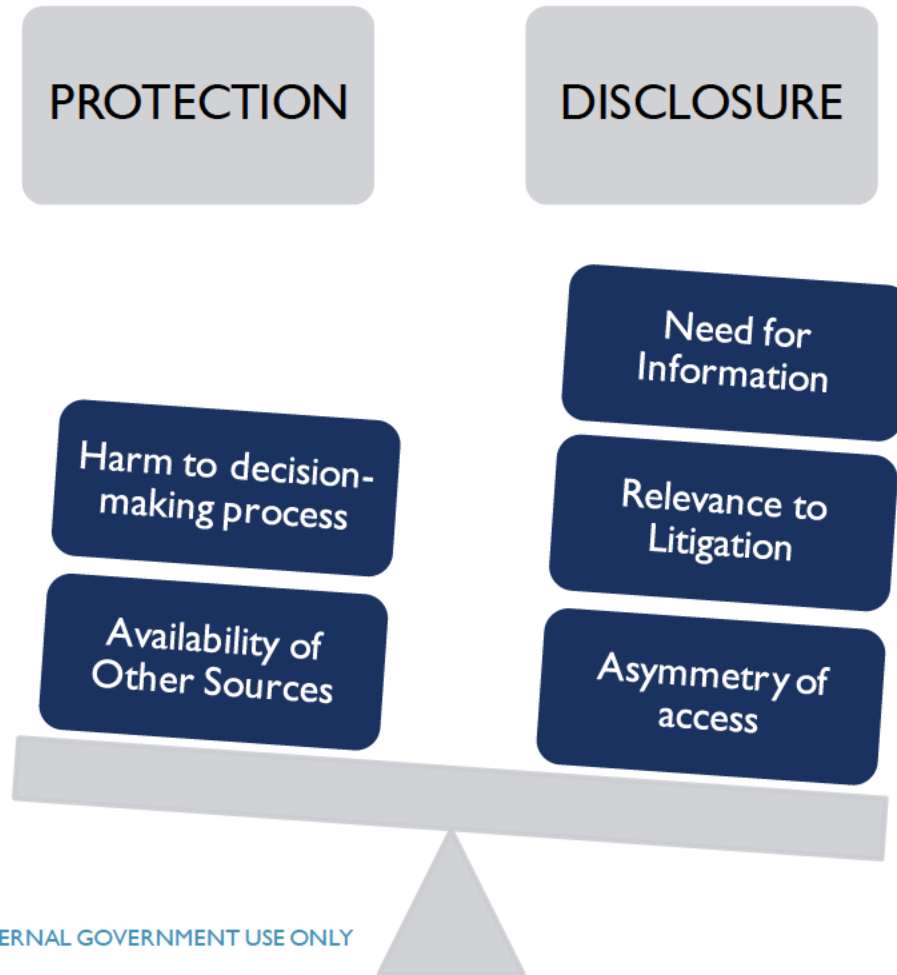 PROTECTION
DISCLOSURE
Need for
Information
Harm to decision-
making process
Relevance to
Litigation
Availability of
Other Sources
Asymmetry of
access
GOVERNMENT USE ONLY